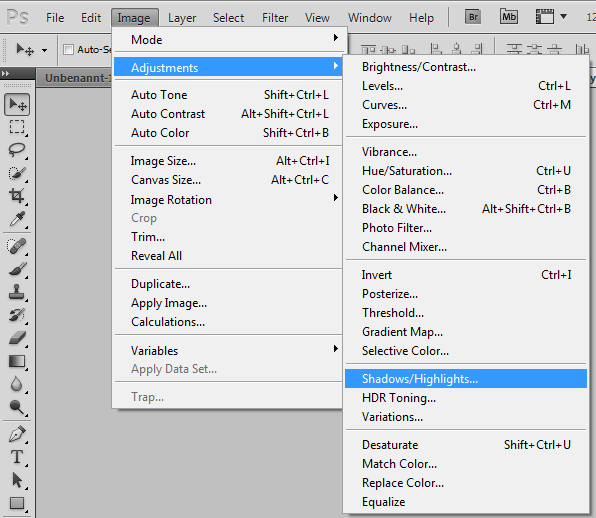 Ps File Edit Image Layer Select Filter View Window Help Br Mb 12
Auto-Se
Unbenannt-1
Mode
Adjustments
Auto Tone Shift+Ctrl+L
Auto Contrast Alt+Shift+Ctrl+L
Auto Color Shift+Ctrl+B
Image Size... Alt+Ctrl+I
Canvas Size... Alt+Ctrl+C
Image Rotation
Crop
Trim...
Reveal All
Duplicate...
Apply Image...
Calculations...
Variables
Apply Data Set...
Trap...
Brightness/Contrast...
Levels... Ctrl+L
Curves... Ctrl+M
Exposure...
Vibrance...
Hue/Saturation... Ctrl+U
Color Balance... Ctrl+B
Black & White... Alt+Shift+Ctrl+B
Photo Filter...
Channel Mixer...
Invert Ctrl+I
Posterize...
Threshold...
Gradient Map...
Selective Color...
Shadows/Highlights...
HDR Toning...
Variations...
Desaturate Shift+Ctrl+U
Match Color...
Replace Color...
Equalize
T